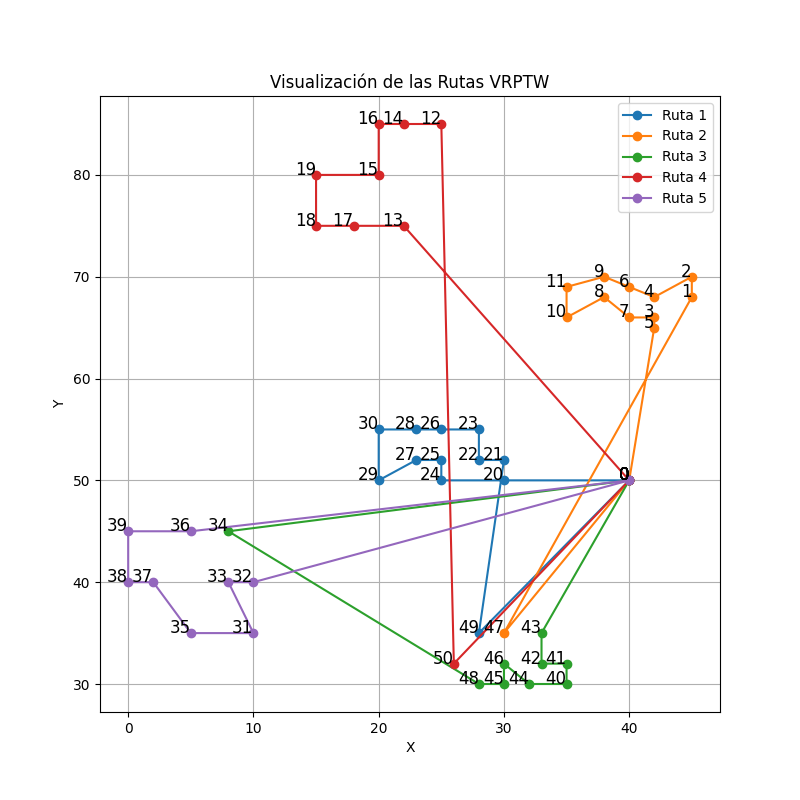 Visualización de las Rutas VRPTW
Ruta 1
Ruta 2
Ruta 3
Ruta 4
Ruta 5
16 14 12
19 15
18 17 13
9 6 2
11 8 4 1
10 7 3
5
30 28 26 23
27 25 22 21
29 24 20 0
39 36 34
38 37 33 32
35 31 49 47 43
50 46 42 41
48 45 44 40
80
70
60
50
40
30
Y
0 10 20 30 40
X